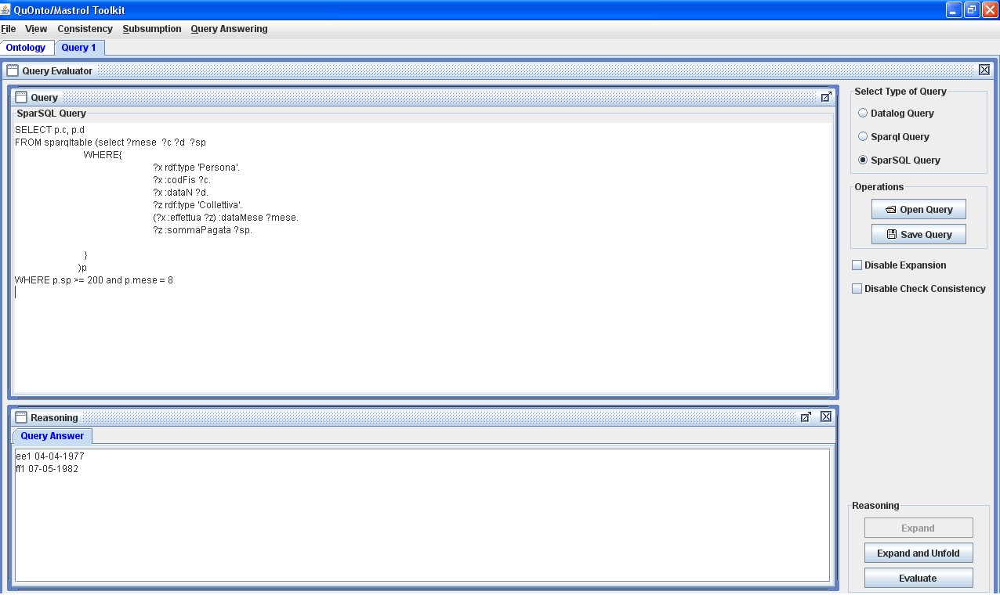 QuOnto/MastroI Toolkit
File View Consistency Subsumption Query Answering
Ontology Query 1
Query Evaluator
Query
SparSQL Query
SELECT p.c, p.d
FROM sparqltable (select ?mese ?c ?d ?sp
WHERE{
?x rdf:type 'Persona'.
?x :codFis ?c.
?x :dataN ?d.
?z rdf:type 'Collettiva'.
(?x :effettua ?z) :dataMese ?mese.
?z :sommaPagata ?sp.
}
)p
WHERE p.sp >= 200 and p.mese = 8
Select Type of Query
Datalog Query
Sparql Query
SparSQL Query
Operations
Open Query
Save Query
Disable Expansion
Disable Check Consistency
Reasoning
Query Answer
ee1 04-04-1977
ff1 07-05-1982
Reasoning
Expand
Expand and Unfold
Evaluate